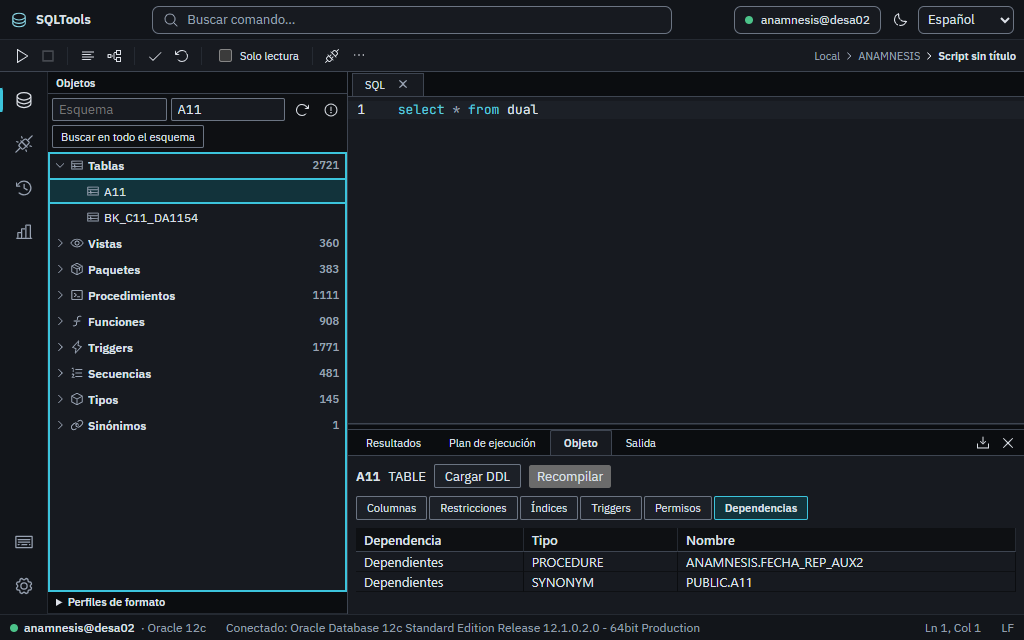 SQLTools
Buscar comando...
anamnesis@desa02
Español
Solo lectura
...
Local > ANAMNESIS > Script sin título
Objetos
Esquema
A11
Buscar en todo el esquema
Tablas 2721
A11
BK_C11_DA1154
Vistas 360
Paquetes 383
Procedimientos 1111
Funciones 908
Triggers 1771
Secuencias 481
Tipos 145
Sinónimos 1
Perfiles de formato
SQL
1 select * from dual
Resultados Plan de ejecución Objeto Salida
A11 TABLE Cargar DDL Recompilar
Columnas Restricciones Índices Triggers Permisos Dependencias
Dependencia Tipo Nombre
Dependientes PROCEDURE ANAMNESIS.FECHA_REP_AUX2
Dependientes SYNONYM PUBLIC.A11
anamnesis@desa02 · Oracle 12c Conectado: Oracle Database 12c Standard Edition Release 12.1.0.2.0 - 64bit Production Ln 1, Col 1 LF